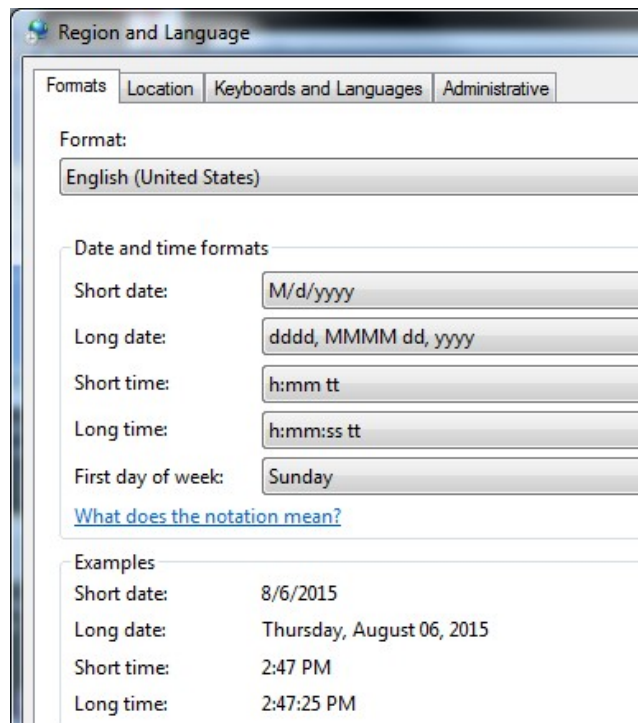 Region and Language
Formats Location Keyboards and Languages Administrative
Format:
English (United States)
Date and time formats
Short date: M/d/yyyy
Long date: dddd, MMMM dd, yyyy
Short time: h:mm tt
Long time: h:mm:ss tt
First day of week: Sunday
What does the notation mean?
Examples
Short date: 8/6/2015
Long date: Thursday, August 06, 2015
Short time: 2:47 PM
Long time: 2:47:25 PM